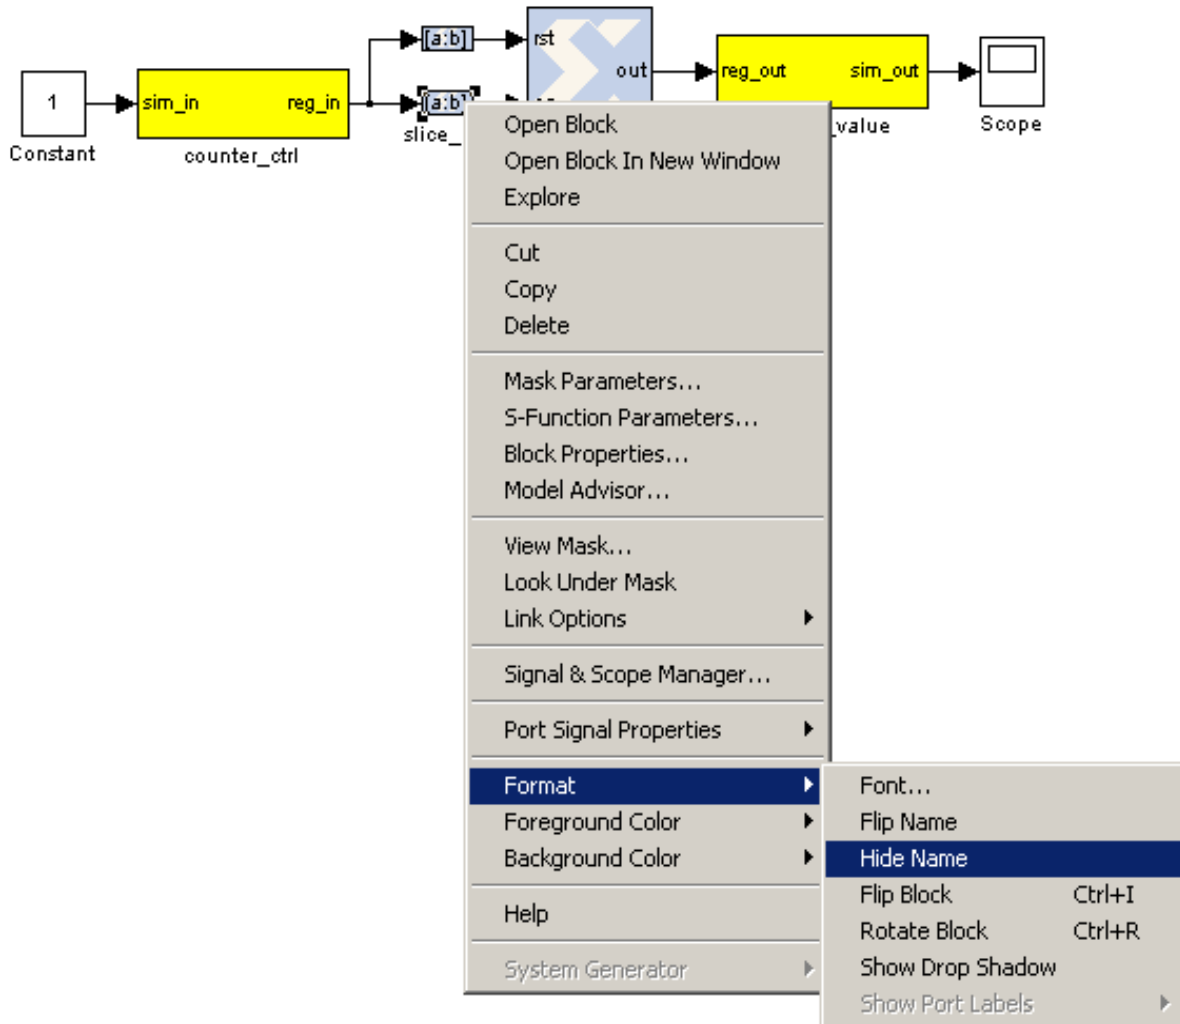 [a:b]
rst
out
reg_out
sim_out
1
sim_in
reg_in
[a:b]
Constant
counter_ctrl
slice_
_value
Scope
Open Block
Open Block In New Window
Explore
Cut
Copy
Delete
Mask Parameters...
S-Function Parameters...
Block Properties...
Model Advisor...
View Mask...
Look Under Mask
Link Options
Signal & Scope Manager...
Port Signal Properties
Format
Foreground Color
Background Color
Help
System Generator
Font...
Flip Name
Hide Name
Flip Block Ctrl+I
Rotate Block Ctrl+R
Show Drop Shadow
Show Port Labels